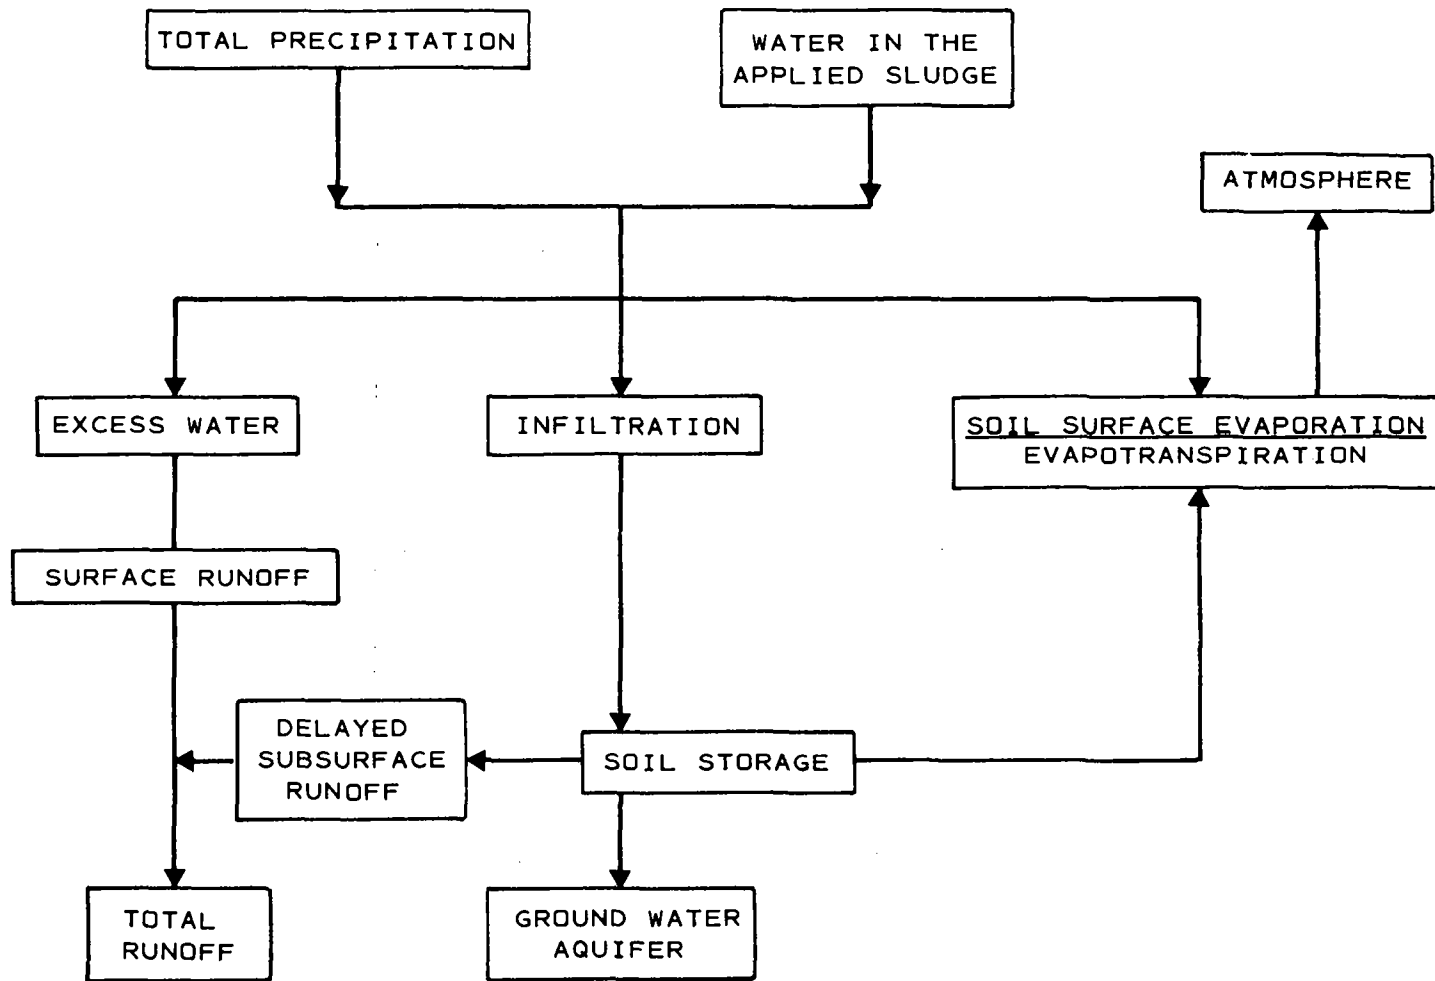 TOTAL PRECIPITATION
WATER IN THE
APPLIED SLUDGE
ATMOSPHERE
EXCESS WATER
INFILTRATION
SOIL SURFACE EVAPORATION
EVAPOTRANSPIRATION
SURFACE RUNOFF
DELAYED
SUBSURFACE
RUNOFF
SOIL STORAGE
TOTAL
RUNOFF
GROUND WATER
AQUIFER